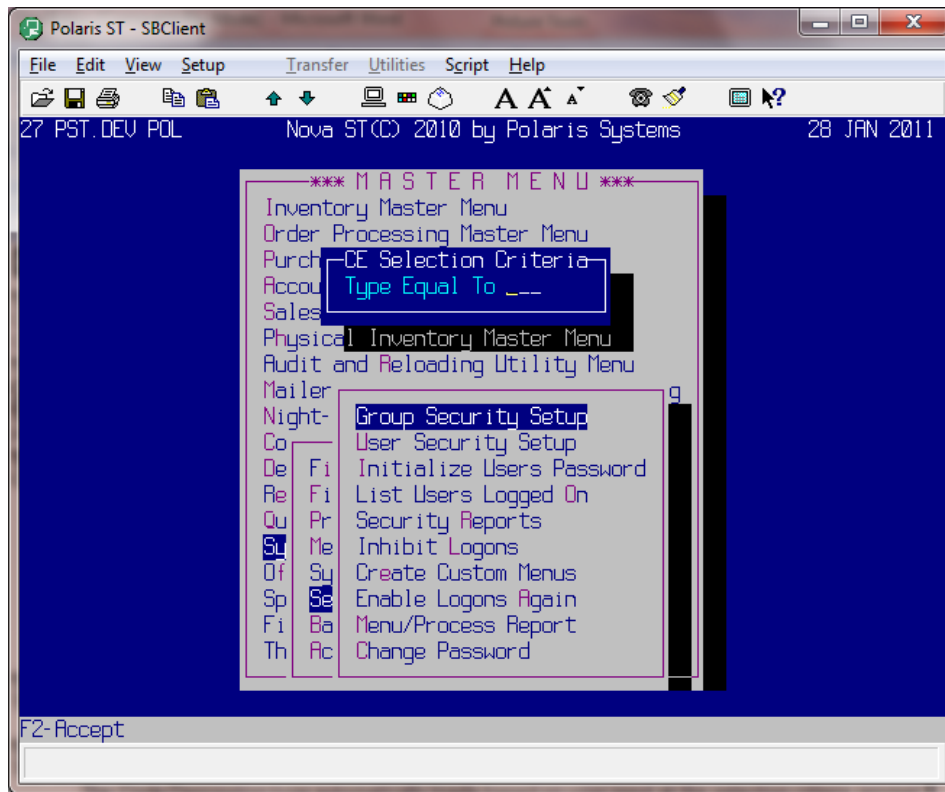 Polaris ST - SBClient
File Edit View Setup Transfer Utilities Script Help
27 PST.DEV POL Nova ST(C) 2010 by Polaris Systems 28 JAN 2011
*** M A S T E R M E N U ***
Inventory Master Menu
Order Processing Master Menu
Purch
CE Selection Criteria
Accou
Type Equal To ___
Sales
Physical Inventory Master Menu
Audit and Reloading Utility Menu
Mailer g
Night-
Group Security Setup
Co
User Security Setup
De Fi Initialize Users Password
Re Fi List Users Logged On
Qu Pr Security Reports
Sy Me Inhibit Logons
Of Sy Create Custom Menus
Sp Se Enable Logons Again
Fi Ba Menu/Process Report
Th Ac Change Password
F2-Accept